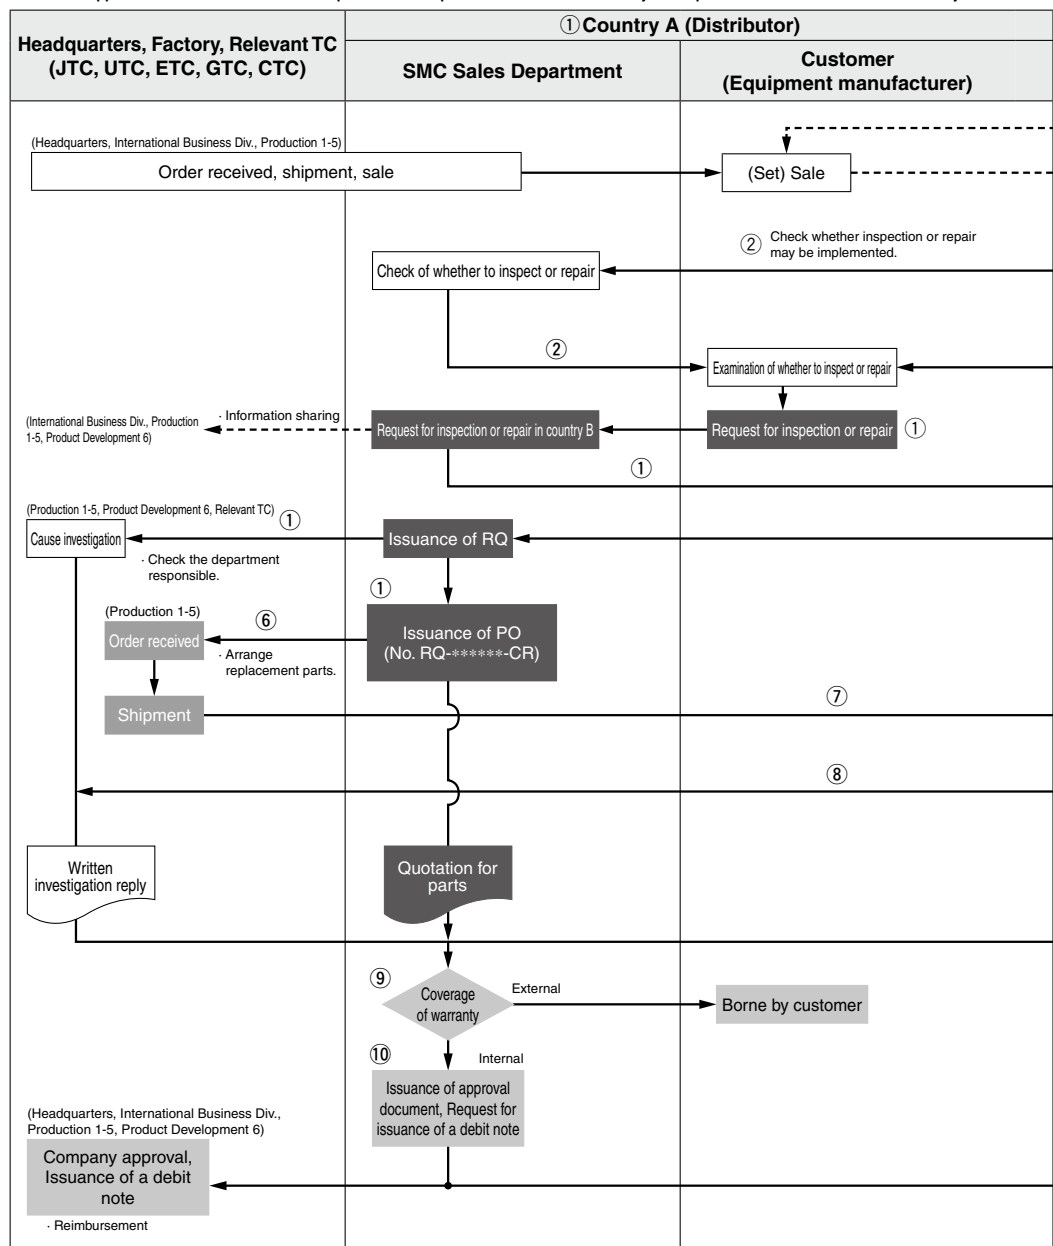 ① Country A (Distributor)
Headquarters, Factory, Relevant TC
(JTC, UTC, ETC, GTC, CTC)
SMC Sales Department
Customer
(Equipment manufacturer)
(Headquarters, International Business Div., Production 1-5)
Order received, shipment, sale
(Set) Sale
② Check whether inspection or repair
may be implemented.
Check of whether to inspect or repair
②
Examination of whether to inspect or repair
(International Business Div., Production
1-5, Product Development 6)
· Information sharing
Request for inspection or repair in country B
Request for inspection or repair ①
①
(Production 1-5, Product Development 6, Relevant TC)
①
Cause investigation
Issuance of RQ
· Check the department
responsible.
①
(Production 1-5)
⑥
Order received
Issuance of PO
(No. RQ-******-CR)
· Arrange
replacement parts.
Shipment
⑦
⑧
Written
investigation reply
Quotation for
parts
⑨
Coverage
of warranty
External
Borne by customer
⑩
Internal
Issuance of approval
document, Request for
issuance of a debit note
(Headquarters, International Business Div.,
Production 1-5, Product Development 6)
Company approval,
Issuance of a debit
note
· Reimbursement